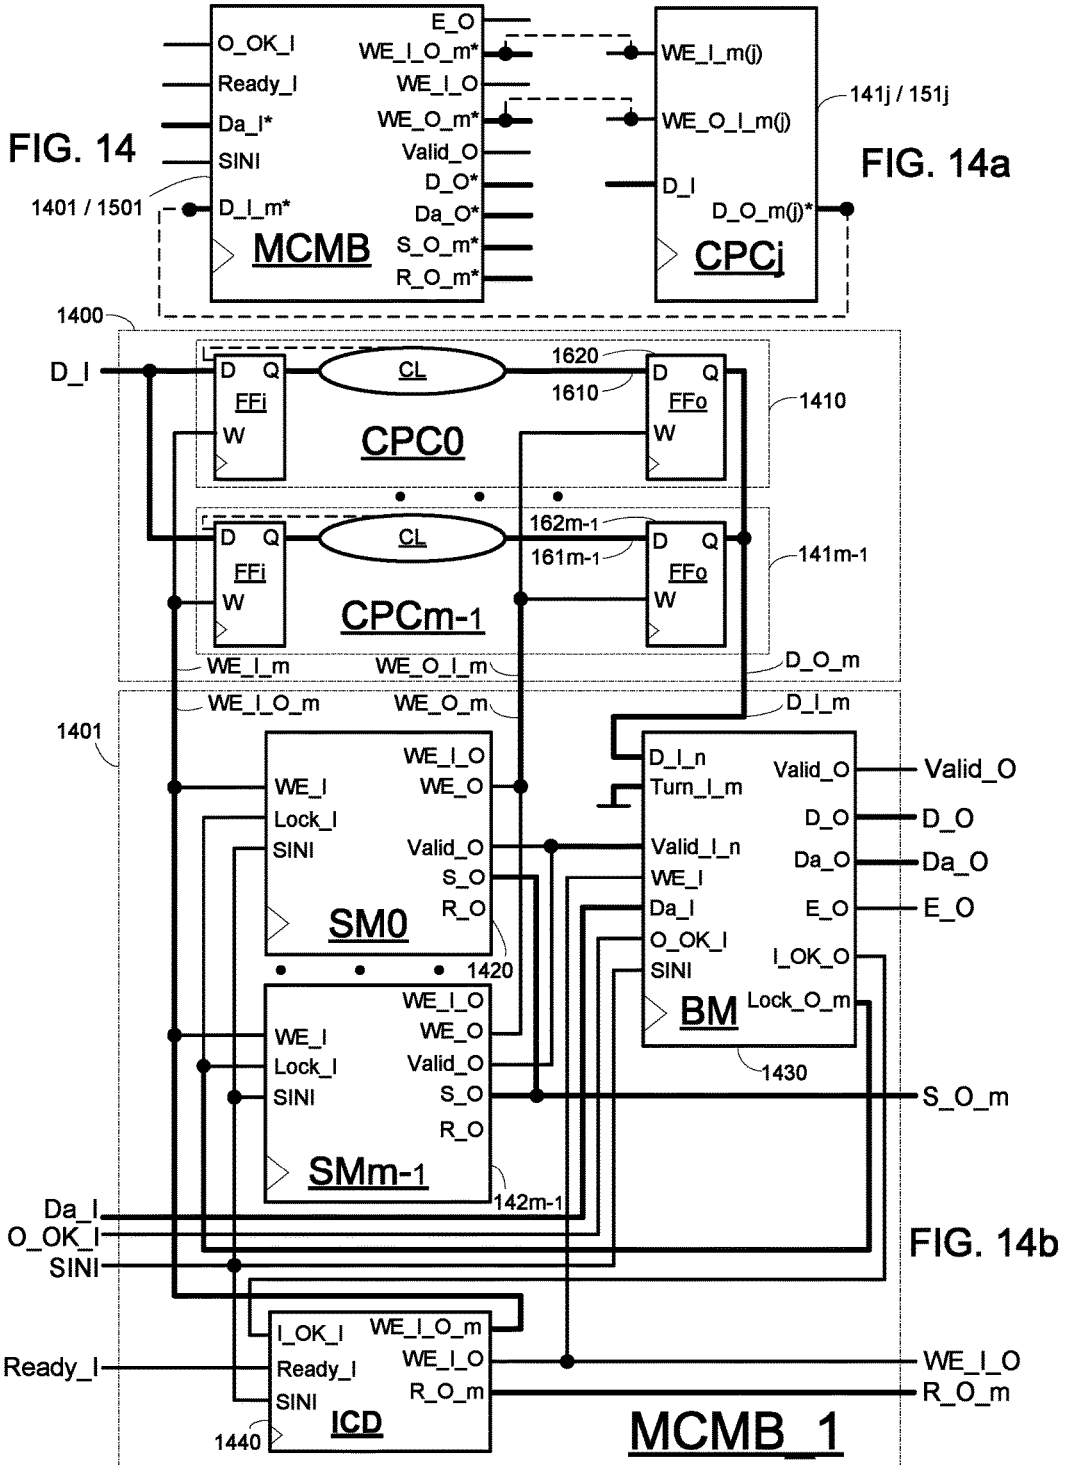 FIG. 14
O_OK_I
Ready_I
Da_I*
SINI
D_I_m*
1401 / 1501
MCMB
E_O
WE_I_O_m*
WE_I_O
WE_O_m*
Valid_O
D_O*
Da_O*
S_O_m*
R_O_m*
WE_I_m(j)
WE_O_I_m(j)
D_I
D_O_m(j)*
CPCj
141j / 151j
FIG. 14a
1400
D_I
D Q
FFi
W
CL
CPC0
1620
1610
D Q
FFo
W
1410
D Q
FFi
W
CL
CPCm-1
162m-1
161m-1
D Q
FFo
W
141m-1
WE_I_m
WE_O_I_m
D_O_m
WE_I_O_m
WE_O_m
D_I_m
1401
WE_I_O
WE_I
WE_O
Lock_I
SINI
Valid_O
S_O
R_O
SM0
1420
WE_I_O
WE_I
WE_O
Lock_I
Valid_O
SINI
S_O
R_O
SMm-1
142m-1
D_I_n
Turn_I_m
Valid_I_n
WE_I
Da_I
O_OK_I
SINI
Valid_O
D_O
Da_O
E_O
I_OK_O
Lock_O_m
BM
1430
Valid_O
D_O
Da_O
E_O
S_O_m
Da_I
O_OK_I
SINI
FIG. 14b
I_OK_I
Ready_I
SINI
WE_I_O_m
WE_I_O
R_O_m
ICD
1440
Ready_I
WE_I_O
R_O_m
MCMB_1